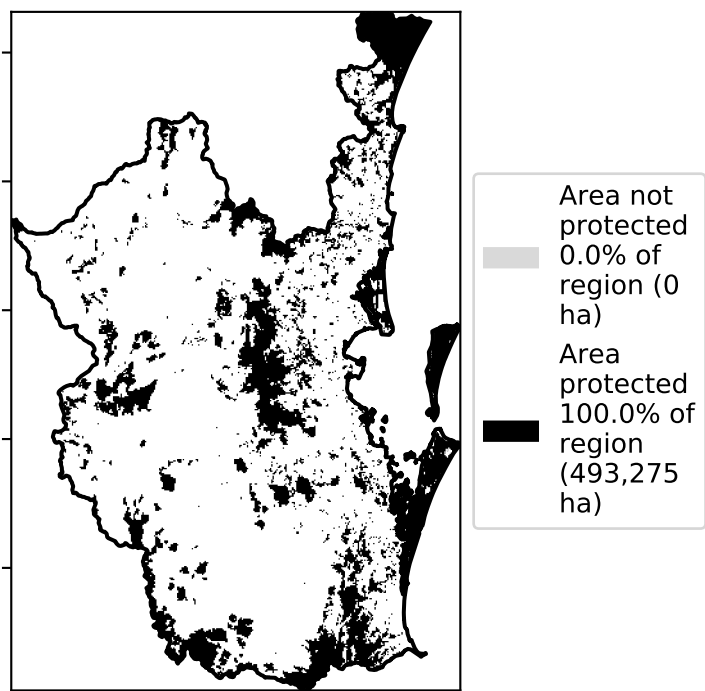 Area not
protected
0.0% of
region (0
ha)
Area
protected
100.0% of
region
(493,275
ha)